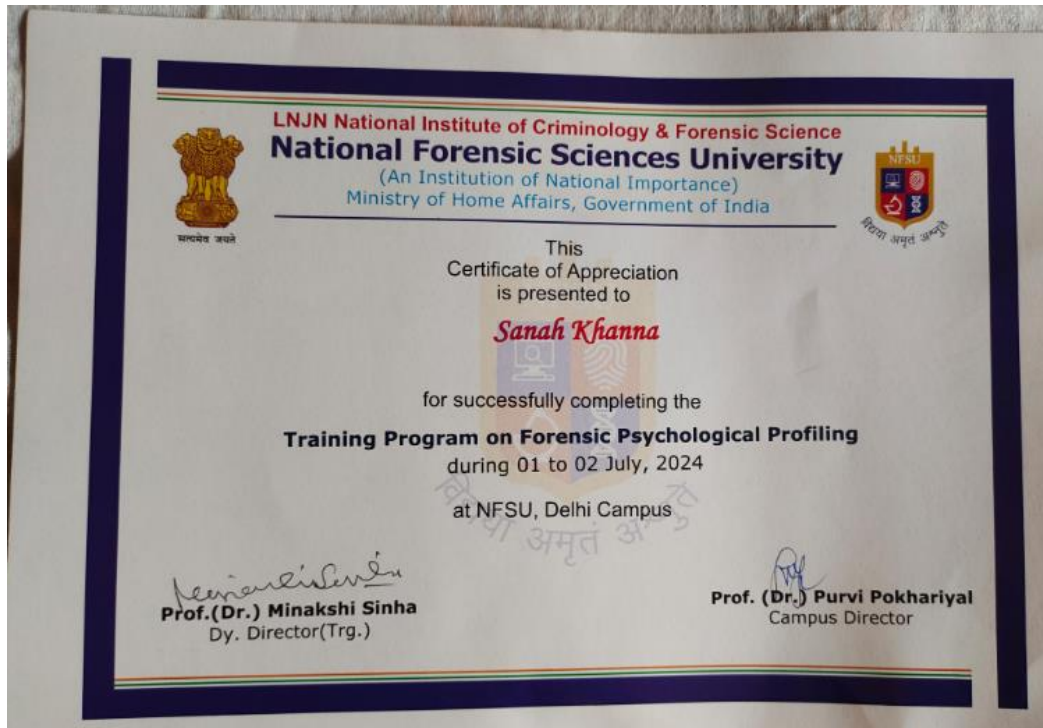 LNJN National Institute of Criminology & Forensic Science
National Forensic Sciences University
(An Institution of National Importance)
Ministry of Home Affairs, Government of India
सत्यमेव जयते
NFSU
विद्यया अमृतं अश्नुते
This
Certificate of Appreciation
is presented to
Sanah Khanna
for successfully completing the
Training Program on Forensic Psychological Profiling
during 01 to 02 July, 2024
at NFSU, Delhi Campus
विद्यया अमृतं अश्नुते
Prof.(Dr.) Minakshi Sinha
Dy. Director(Trg.)
Prof. (Dr.) Purvi Pokhariyal
Campus Director